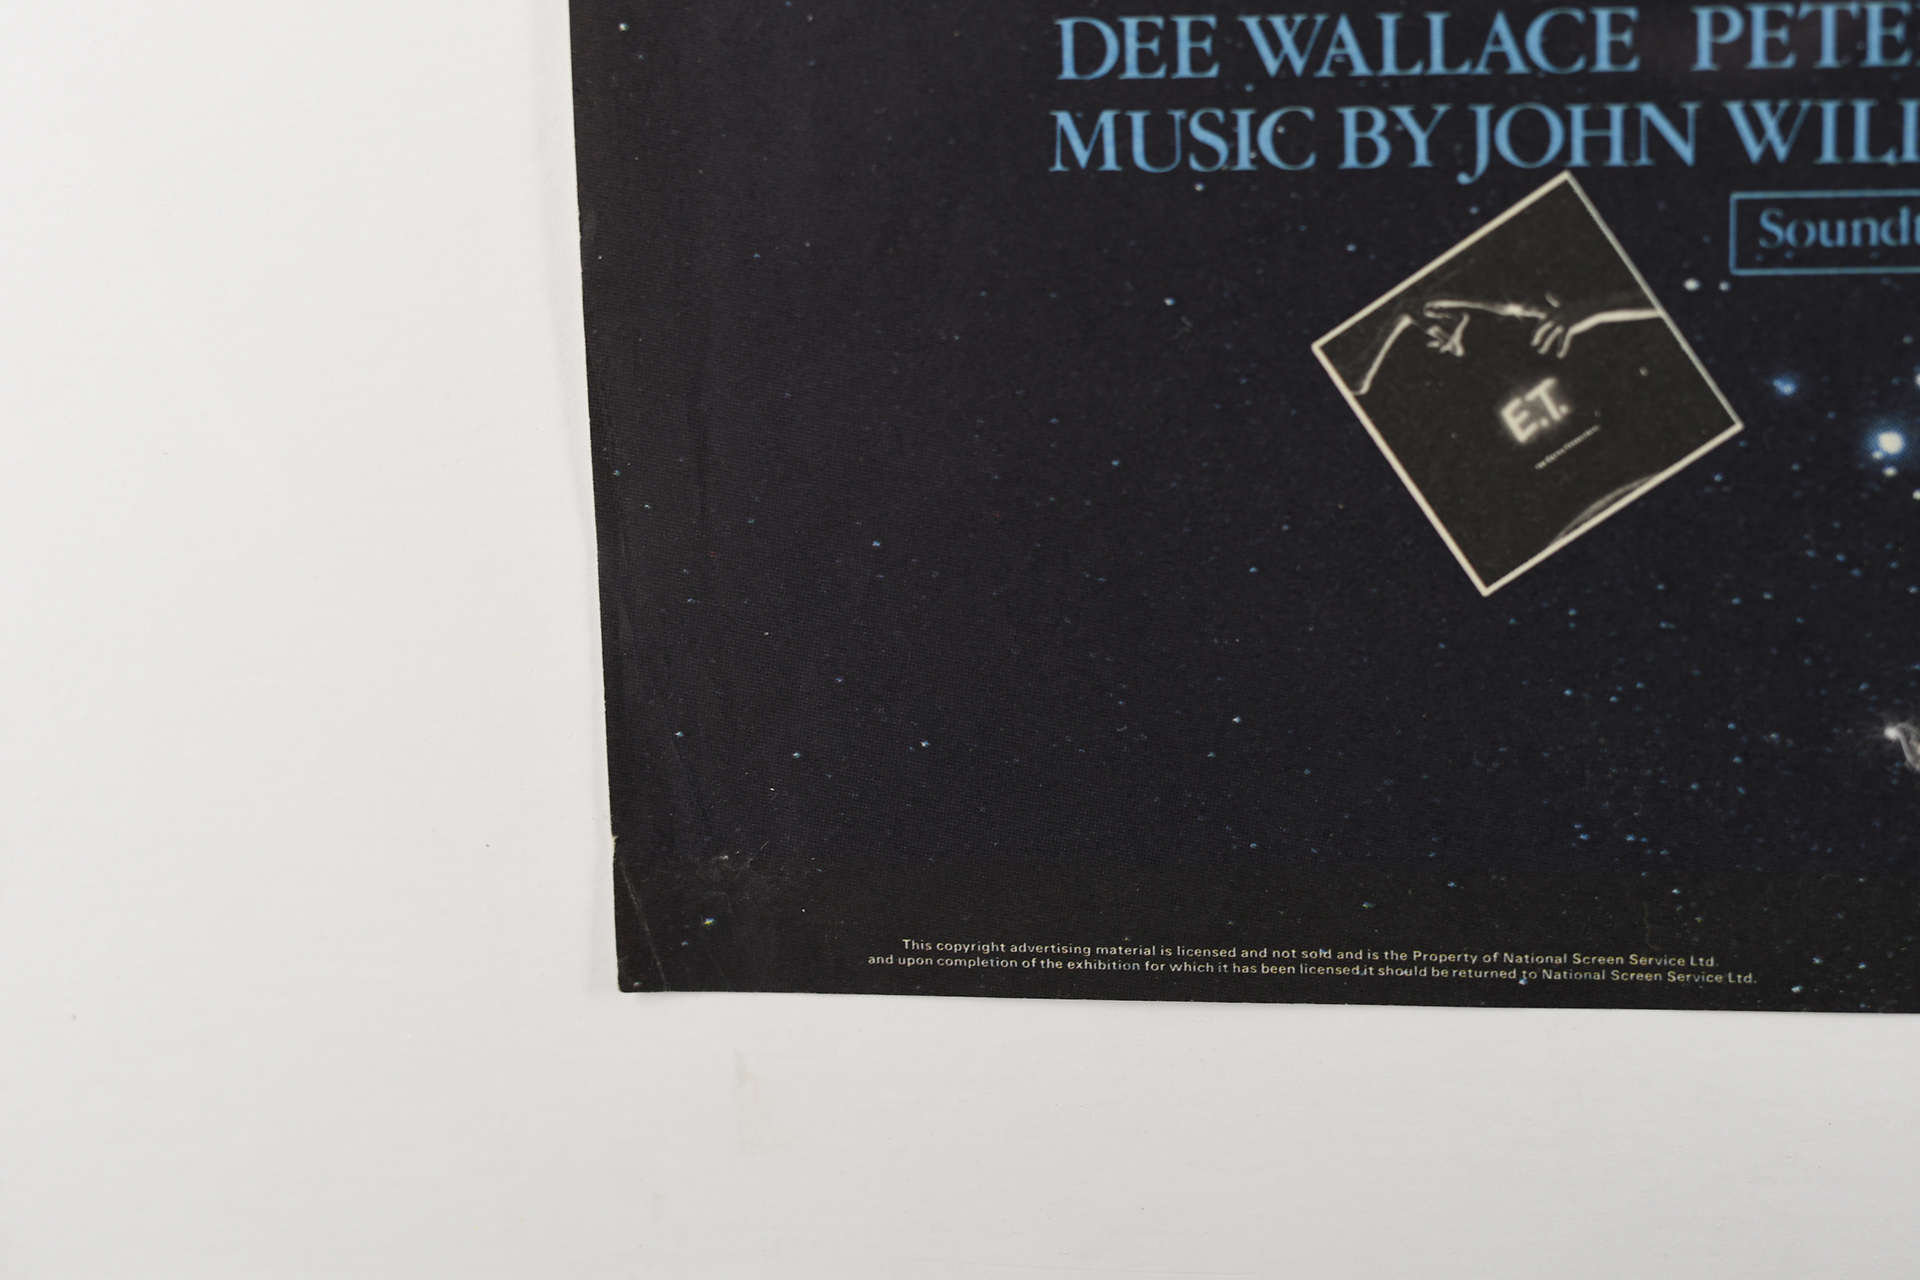 DEE WALLACE PETE
MUSIC BY JOHN WILL
Soundt
E.T.
This copyright advertising material is licensed and not sold and is the Property of National Screen Service Ltd.
and upon completion of the exhibition for which it has been licensed,it should be returned to National Screen Service Ltd.